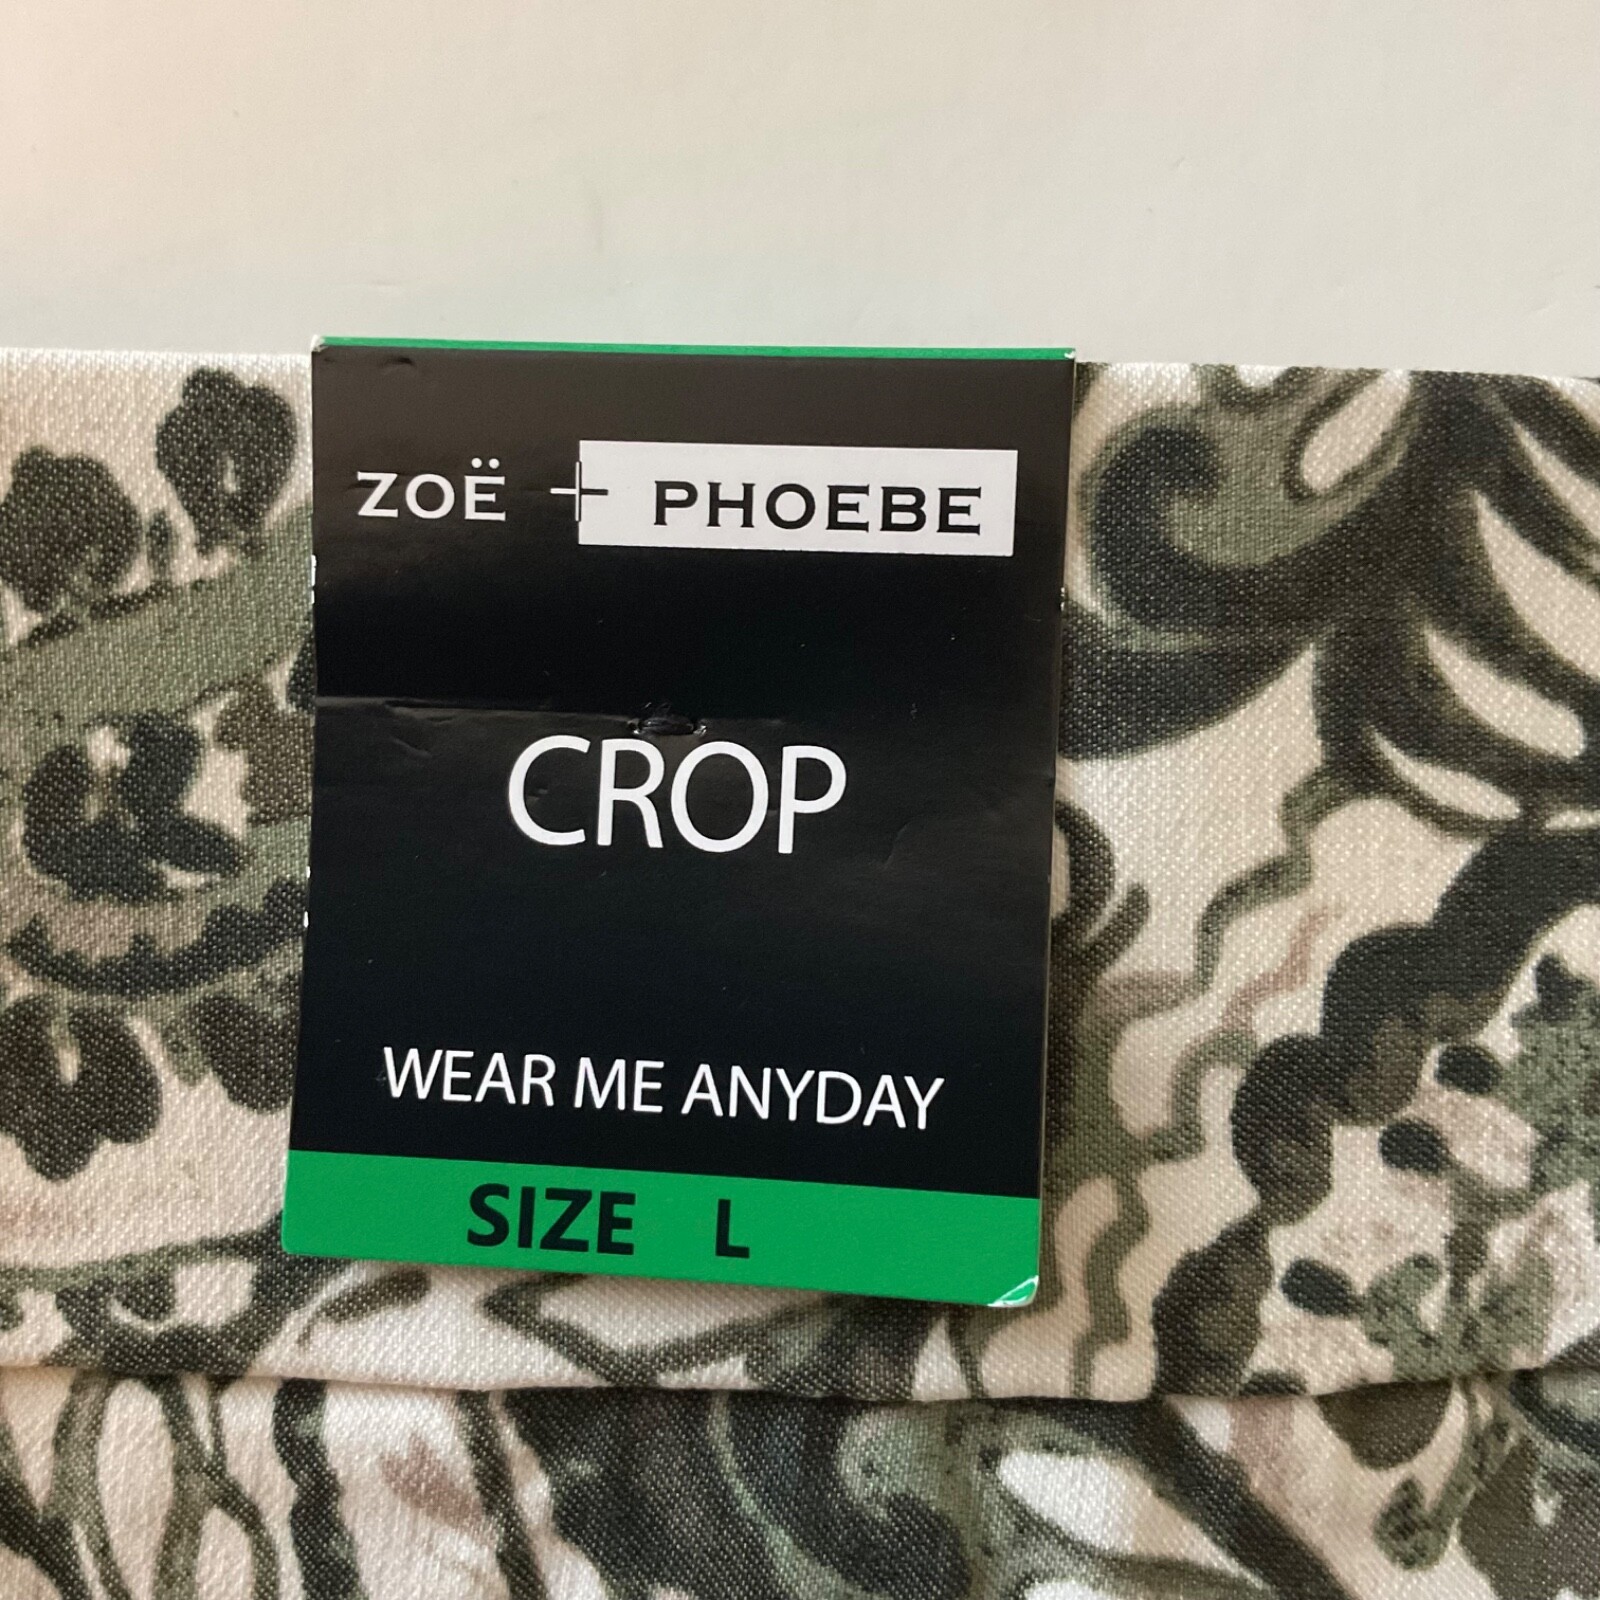 ZOË + PHOEBE
CROP
WEAR ME ANYDAY
SIZE L